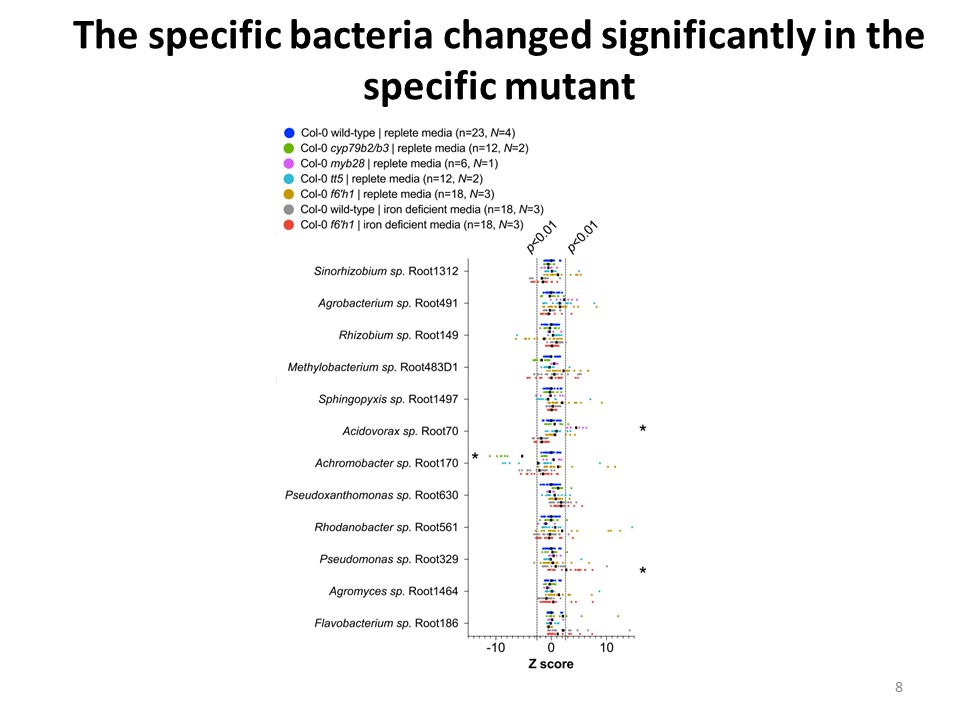 The specific bacteria changed significantly in the
specific mutant
Col-0 wild-type | replete media (n=23, N=4)
Col-0 cyp79b2/b3 | replete media (n=12, N=2)
Col-0 myb28 | replete media (n=6, N=1)
Col-0 tt5 | replete media (n=12, N=2)
Col-0 f6'h1 | replete media (n=18, N=3)
Col-0 wild-type | iron deficient media (n=18, N=3)
Col-0 f6'h1 | iron deficient media (n=18, N=3)
p<0.01 p<0.01
Sinorhizobium sp. Root1312
Agrobacterium sp. Root491
Rhizobium sp. Root149
Methylobacterium sp. Root483D1
Sphingopyxis sp. Root1497
Acidovorax sp. Root70 *
Achromobacter sp. Root170 *
Pseudoxanthomonas sp. Root630
Rhodanobacter sp. Root561
Pseudomonas sp. Root329
*
Agromyces sp. Root1464
Flavobacterium sp. Root186
-10 0 10
Z score
8